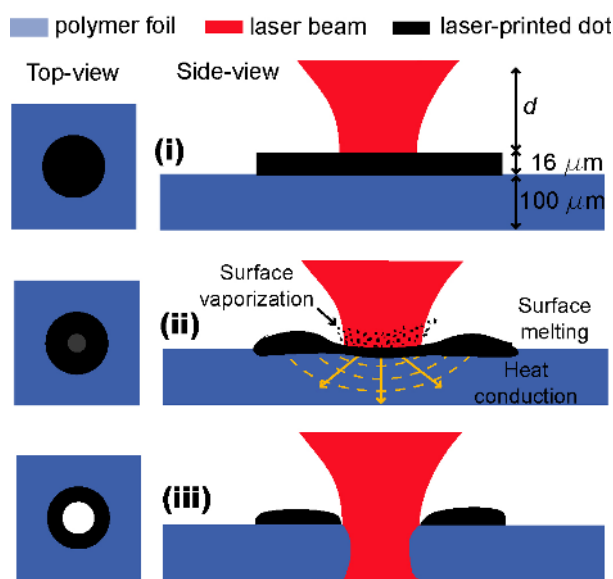 polymer foil laser beam laser-printed dot
Top-view Side-view
d
(i)
16 μm
100 μm
Surface
vaporization
Surface
melting
(ii)
Heat
conduction
(iii)